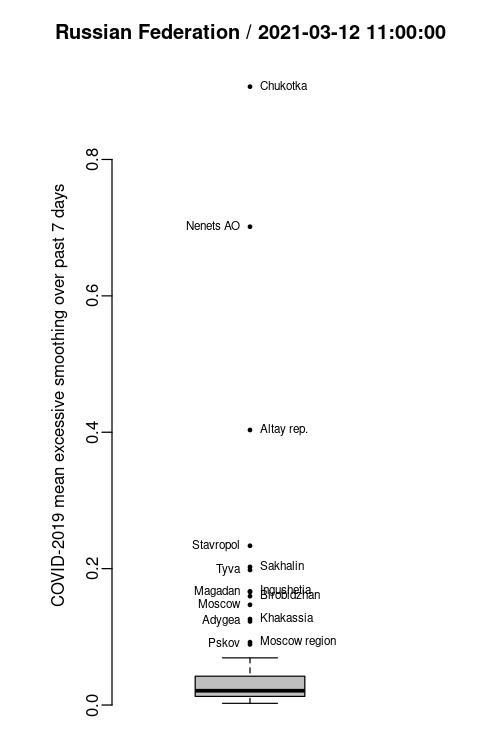 Russian Federation / 2021-03-12 11:00:00
COVID-2019 mean excessive smoothing over past 7 days
0.8
0.6
0.4
0.2
0.0
Chukotka
Nenets AO
Altay rep.
Stavropol
Sakhalin
Tyva
Magadan
Ingushetia
Birobidzhan
Moscow
Khakassia
Adygea
Moscow region
Pskov